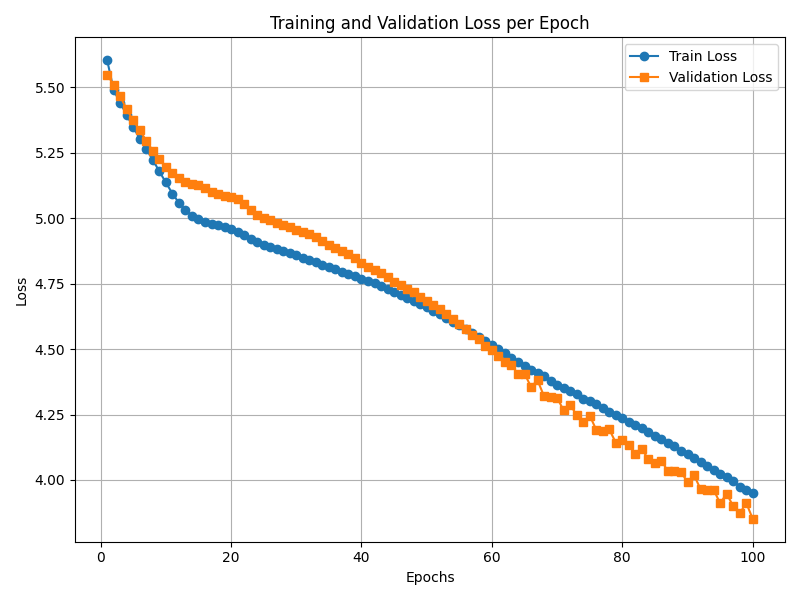 Training and Validation Loss per Epoch
Train Loss
Validation Loss
Loss
5.50
5.25
5.00
4.75
4.50
4.25
4.00
0 20 40 60 80 100
Epochs